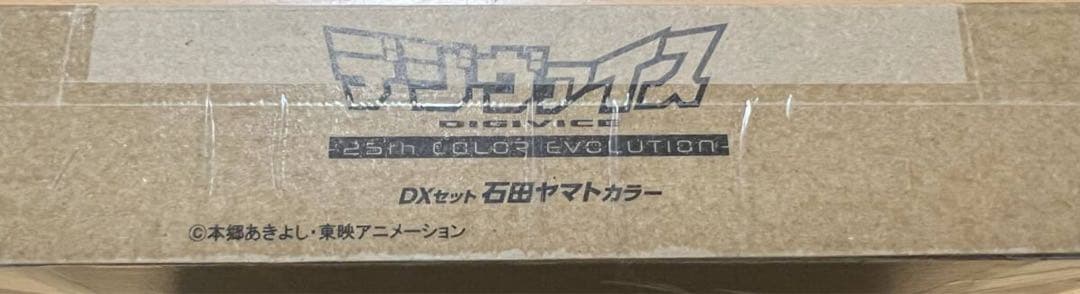 デジヴァイス
DIGIVICE
-25th COLOR EVOLUTION-
DXセット 石田ヤマトカラー
©本郷あきよし・東映アニメーション